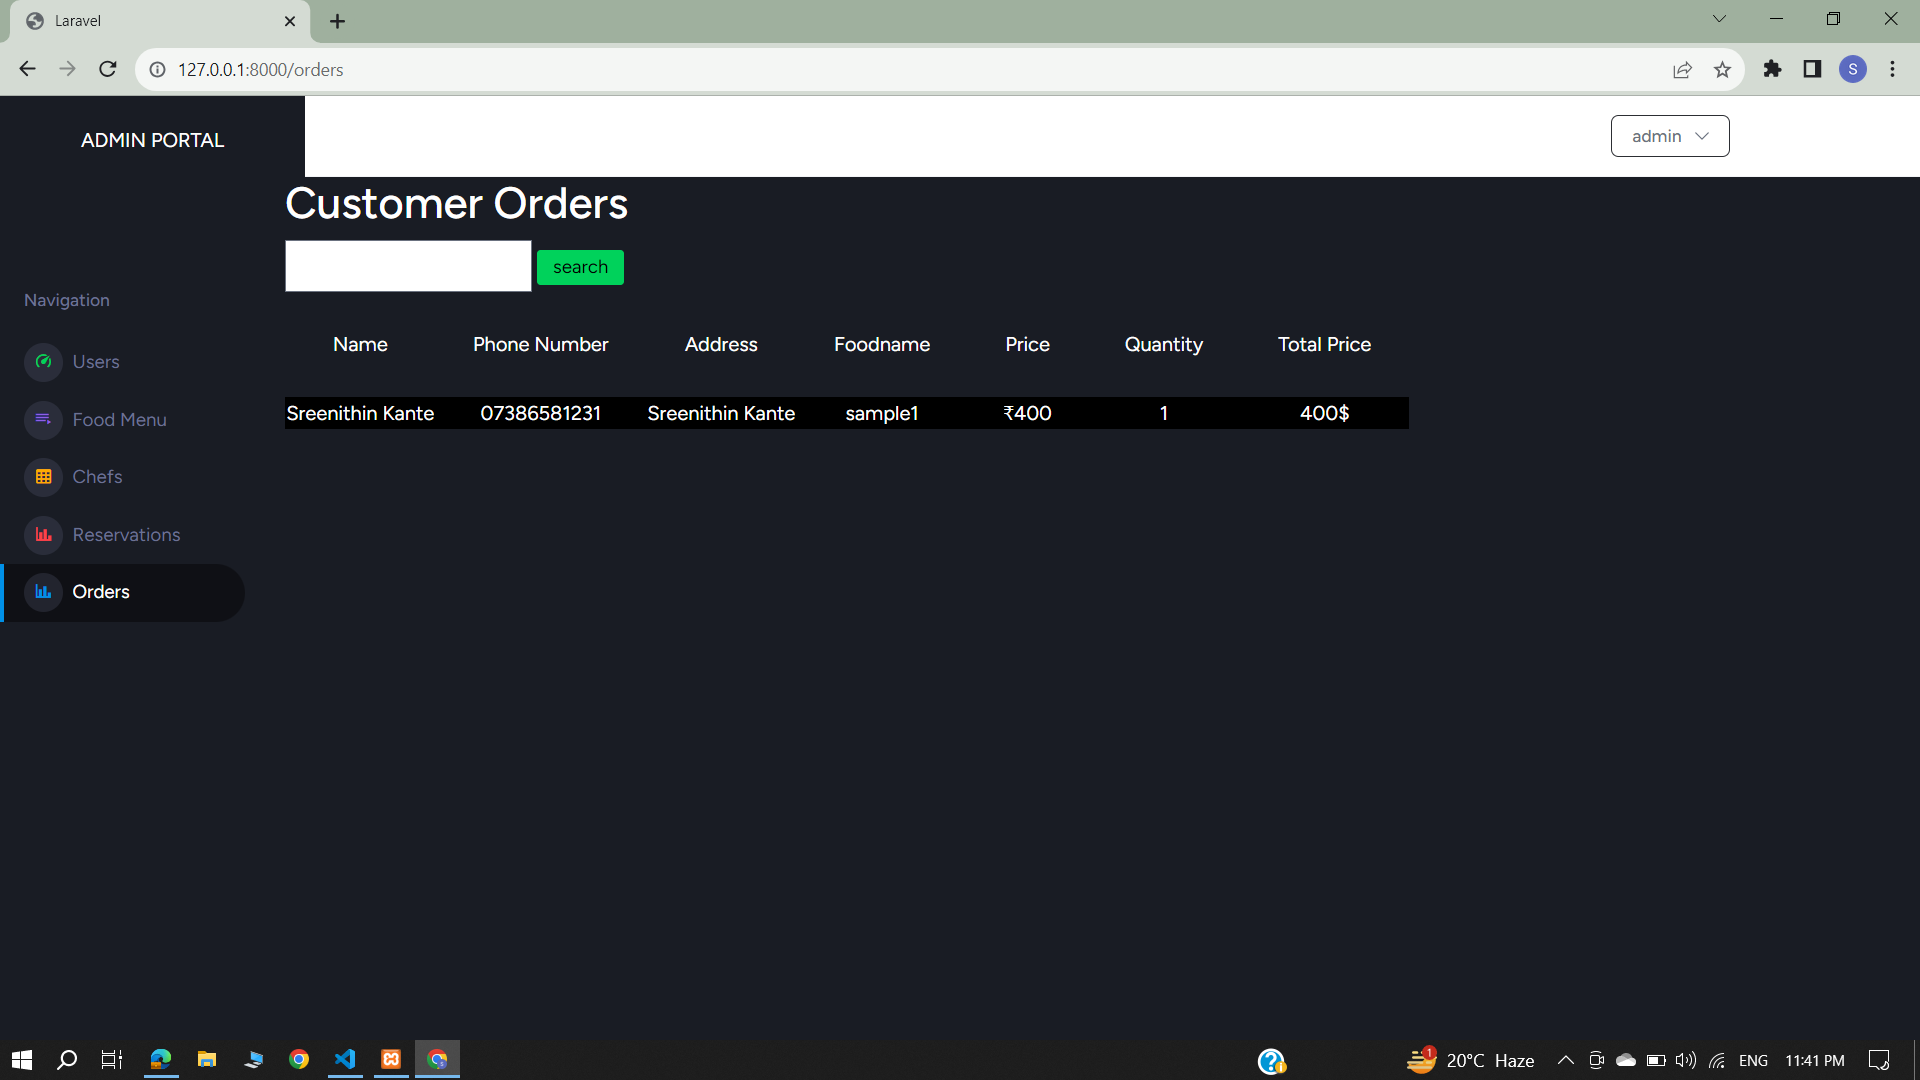 Laravel
127.0.0.1:8000/orders
S
ADMIN PORTAL
admin
Customer Orders
search
Navigation
Users
Food Menu
Chefs
Reservations
Orders
Name Phone Number Address Foodname Price Quantity Total Price
Sreenithin Kante 07386581231 Sreenithin Kante sample1 ₹400 1 400$
1
20°C Haze ENG 11:41 PM